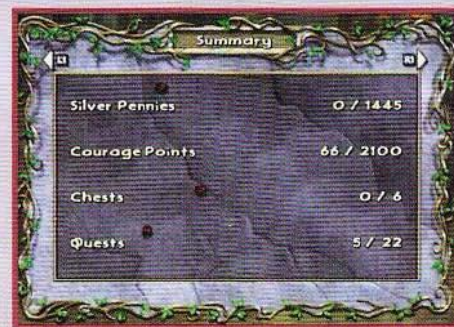 Summary
L1 R1
Silver Pennies 0 / 1445
Courage Points 66 / 2100
Chests 0 / 6
Quests 5 / 22